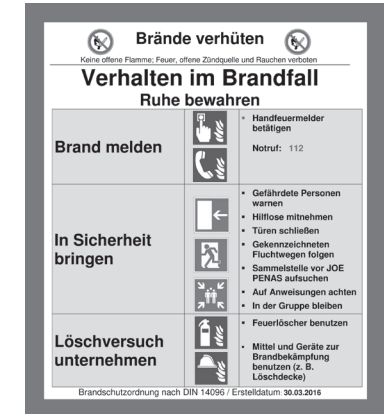 Brände verhüten
Keine offene Flamme; Feuer, offene Zündquelle und Rauchen verboten
Verhalten im Brandfall
Ruhe bewahren
Brand melden
Handfeuermelder
betätigen
Notruf: 112
In Sicherheit
bringen
Gefährdete Personen
warnen
Hilflose mitnehmen
Türen schließen
Gekennzeichneten
Fluchtwegen folgen
Sammelstelle vor JOE
PENAS aufsuchen
Auf Anweisungen achten
In der Gruppe bleiben
Löschversuch
unternehmen
Feuerlöscher benutzen
Mittel und Geräte zur
Brandbekämpfung
benutzen (z. B.
Löschdecke)
Brandschutzordnung nach DIN 14096 / Erstelldatum: 30.03.2016